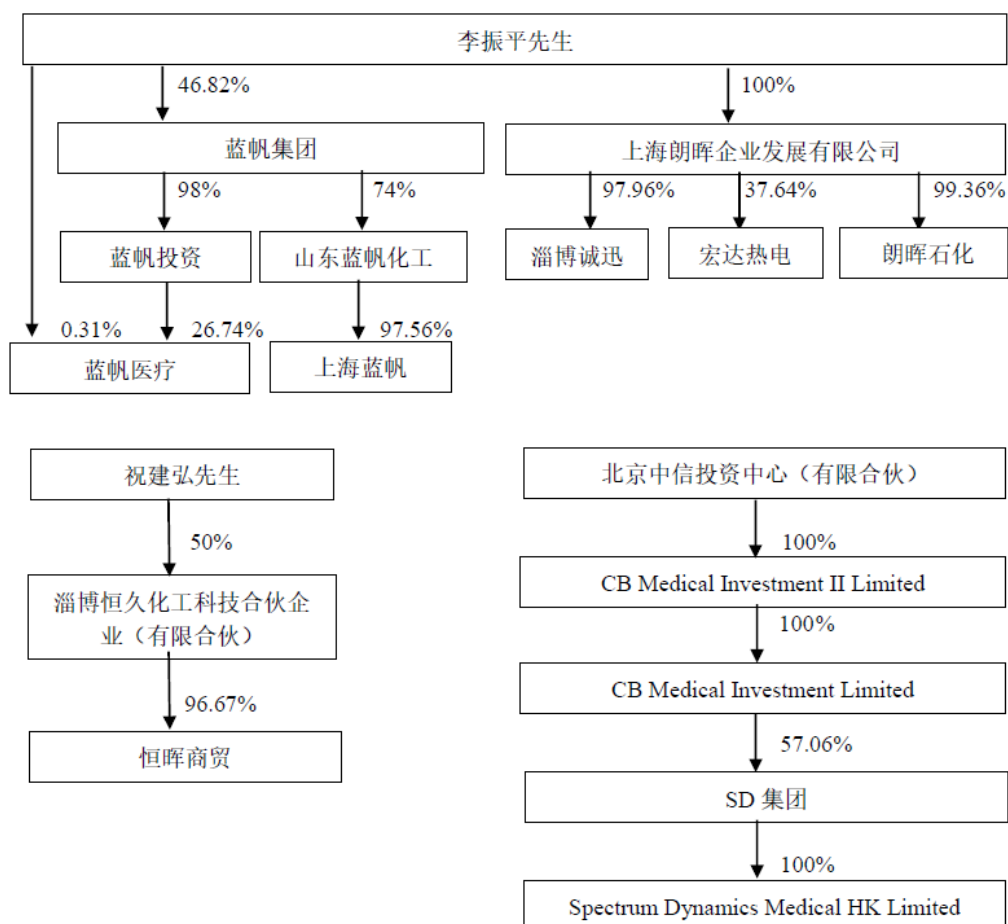 李振平先生
46.82%
100%
蓝帆集团
上海朗晖企业发展有限公司
98%
74%
97.96%
37.64%
99.36%
蓝帆投资
山东蓝帆化工
淄博诚迅
宏达热电
朗晖石化
0.31%
26.74%
97.56%
蓝帆医疗
上海蓝帆
祝建弘先生
50%
淄博恒久化工科技合伙企
业（有限合伙）
96.67%
恒晖商贸
北京中信投资中心（有限合伙）
100%
CB Medical Investment II Limited
100%
CB Medical Investment Limited
57.06%
SD 集团
100%
Spectrum Dynamics Medical HK Limited